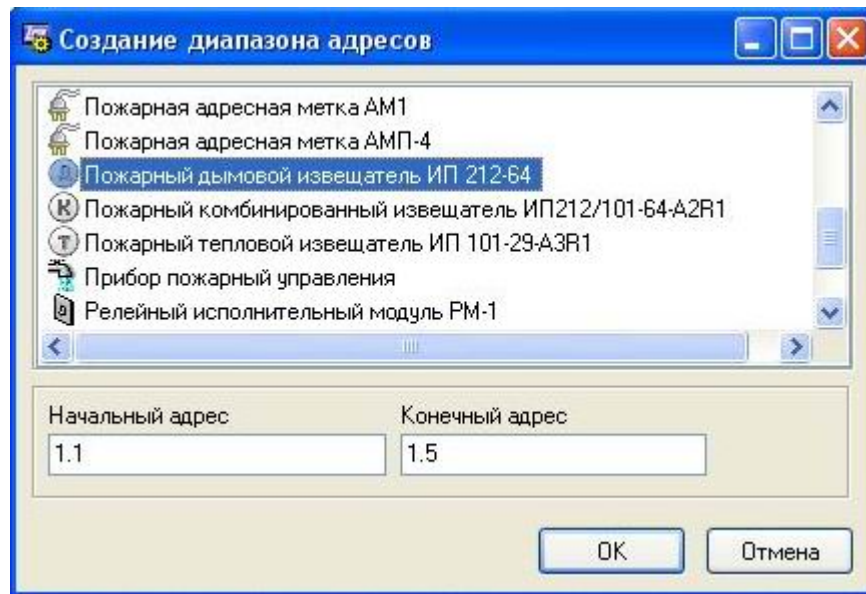 Создание диапазона адресов
Пожарная адресная метка АМ1
Пожарная адресная метка АМП-4
Пожарный дымовой извещатель ИП 212-64
Пожарный комбинированный извещатель ИП212/101-64-A2R1
Пожарный тепловой извещатель ИП 101-29-A3R1
Прибор пожарный управления
Релейный исполнительный модуль РМ-1
Начальный адрес Конечный адрес
1.1 1.5
OK Отмена